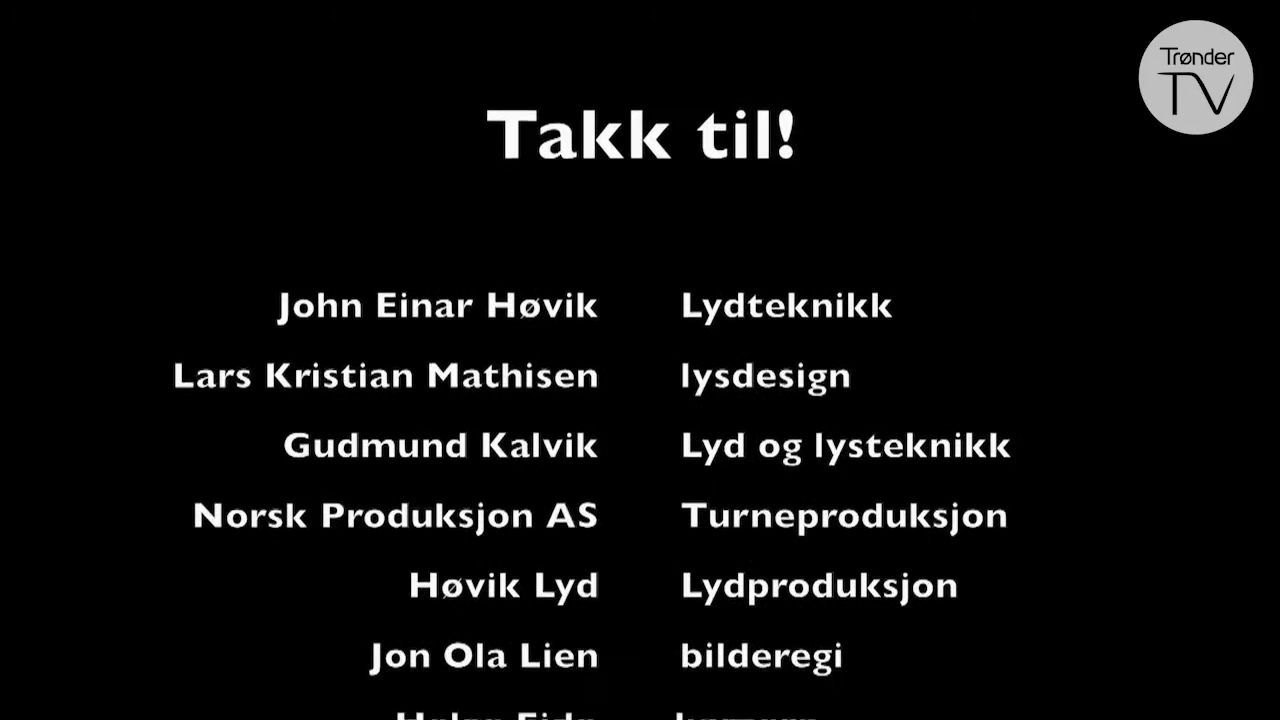 Trønder
TV
Takk til!
John Einar Høvik Lydteknikk
Lars Kristian Mathisen lysdesign
Gudmund Kalvik Lyd og lysteknikk
Norsk Produksjon AS Turneproduksjon
Høvik Lyd Lydproduksjon
Jon Ola Lien bilderegi